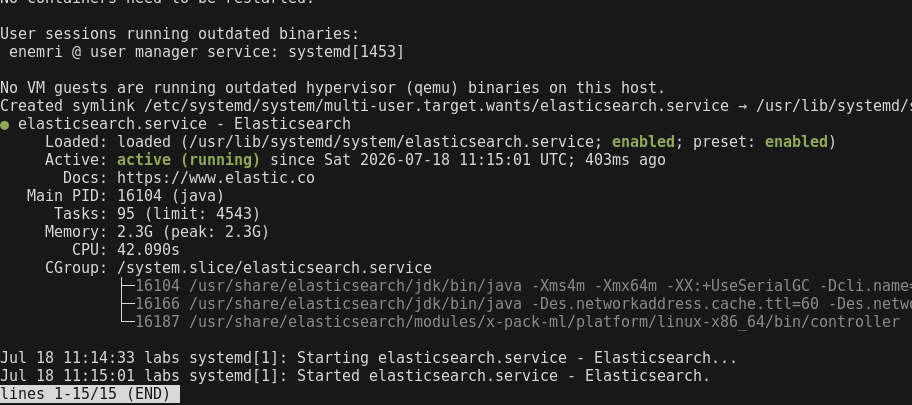 No containers need to be restarted.

User sessions running outdated binaries:
 enemri @ user manager service: systemd[1453]

No VM guests are running outdated hypervisor (qemu) binaries on this host.
Created symlink /etc/systemd/system/multi-user.target.wants/elasticsearch.service → /usr/lib/systemd/s
● elasticsearch.service - Elasticsearch
     Loaded: loaded (/usr/lib/systemd/system/elasticsearch.service; enabled; preset: enabled)
     Active: active (running) since Sat 2026-07-18 11:15:01 UTC; 403ms ago
       Docs: https://www.elastic.co
   Main PID: 16104 (java)
      Tasks: 95 (limit: 4543)
     Memory: 2.3G (peak: 2.3G)
        CPU: 42.090s
     CGroup: /system.slice/elasticsearch.service
             ├─16104 /usr/share/elasticsearch/jdk/bin/java -Xms4m -Xmx64m -XX:+UseSerialGC -Dcli.name=
             ├─16166 /usr/share/elasticsearch/jdk/bin/java -Des.networkaddress.cache.ttl=60 -Des.netwo
             └─16187 /usr/share/elasticsearch/modules/x-pack-ml/platform/linux-x86_64/bin/controller

Jul 18 11:14:33 labs systemd[1]: Starting elasticsearch.service - Elasticsearch...
Jul 18 11:15:01 labs systemd[1]: Started elasticsearch.service - Elasticsearch.
lines 1-15/15 (END)